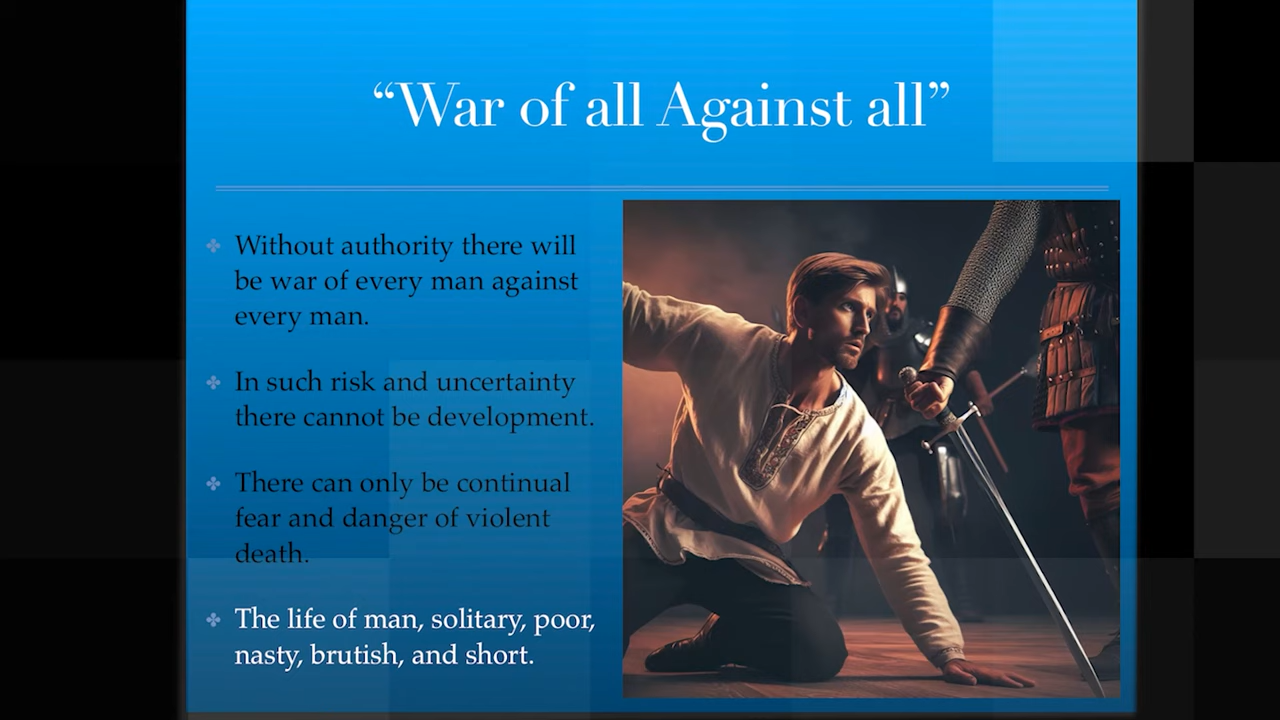 “War of all Against all”
Without authority there will
be war of every man against
every man.
In such risk and uncertainty
there cannot be development.
There can only be continual
fear and danger of violent
death.
The life of man, solitary, poor,
nasty, brutish, and short.